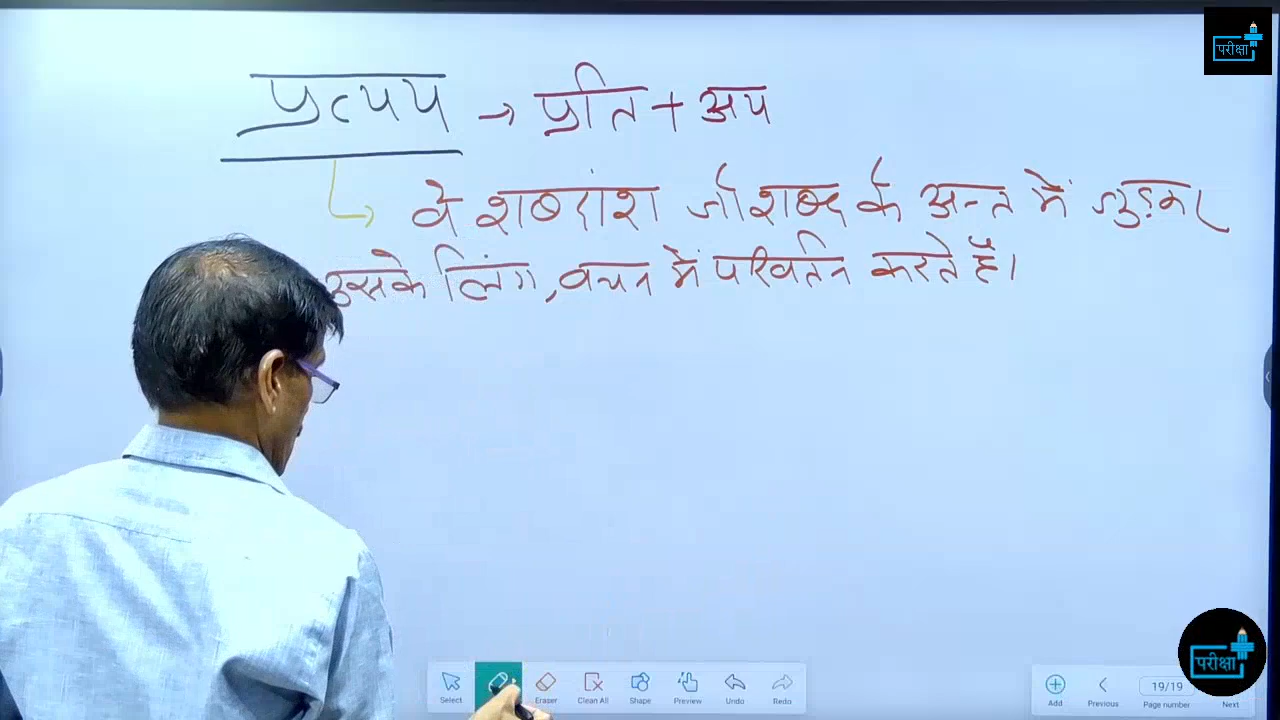 परीक्षा
प्रत्यय → प्रति + अय
वे शब्दांश जो शब्द के अन्त में जुड़कर
उसके लिंग, वचन में परिवर्तन करते हैं।
परीक्षा
Select
Eraser
Clean All
Shape
Preview
Undo
Redo
Add
Previous
19/19
Page number
Next